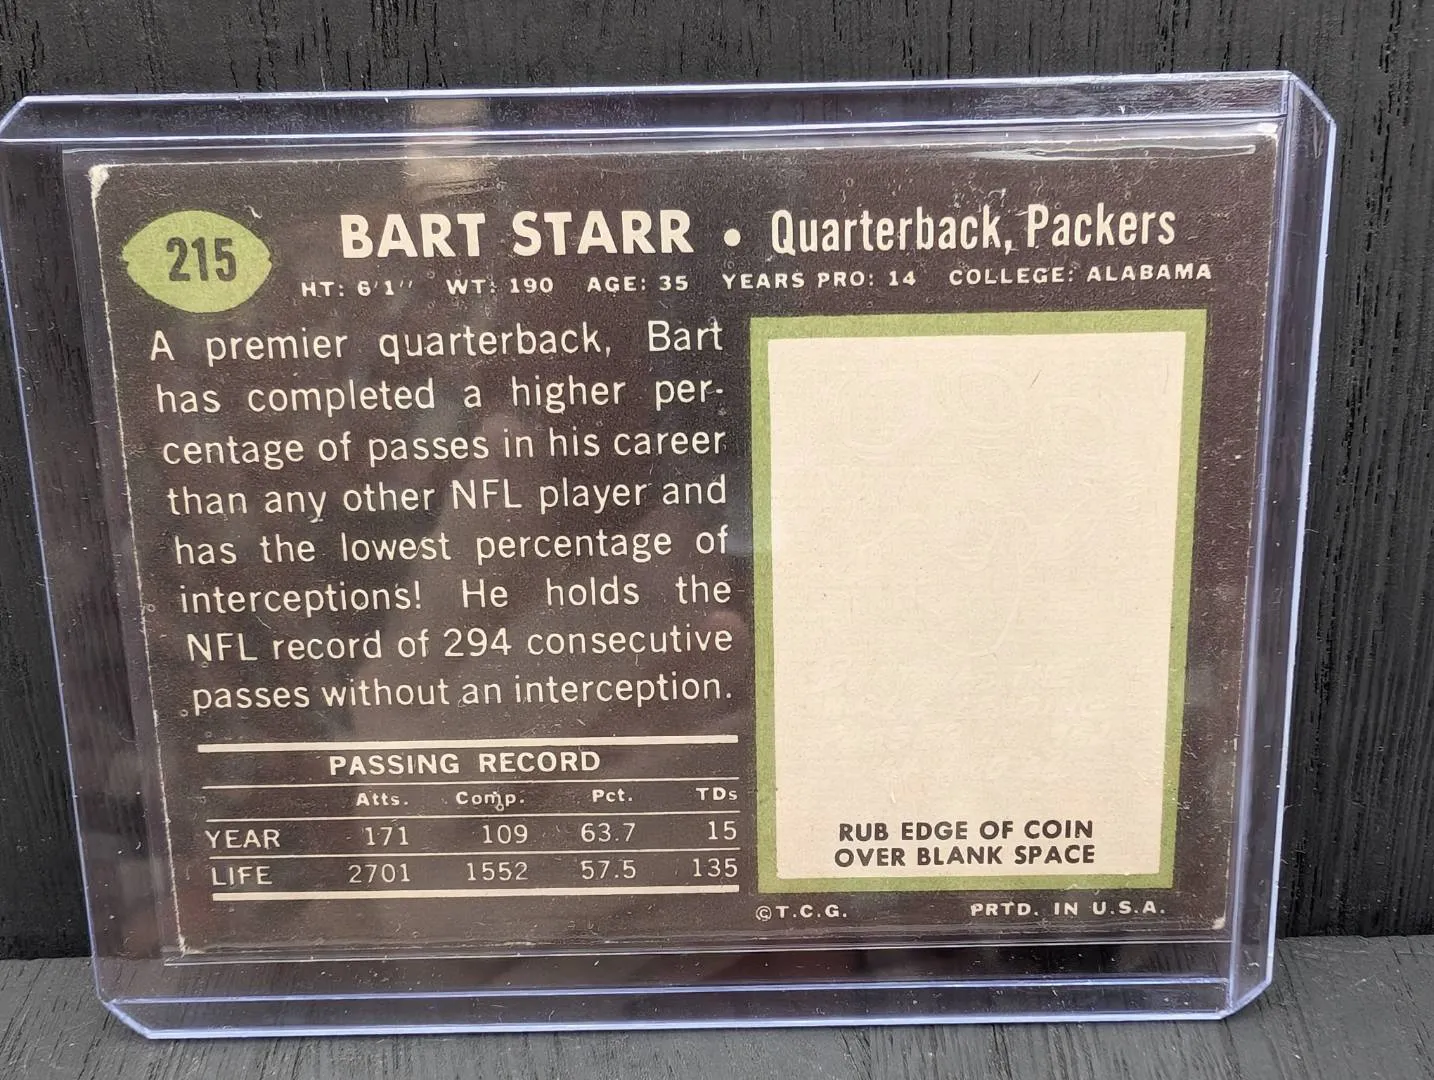 215
BART STARR • Quarterback, Packers
HT: 6'1" WT: 190 AGE: 35 YEARS PRO: 14 COLLEGE: ALABAMA
A premier quarterback, Bart
has completed a higher per-
centage of passes in his career
than any other NFL player and
has the lowest percentage of
interceptions! He holds the
NFL record of 294 consecutive
passes without an interception.
PASSING RECORD
Atts. Comp. Pct. TDs
YEAR 171 109 63.7 15
LIFE 2701 1552 57.5 135
RUB EDGE OF COIN
OVER BLANK SPACE
©T.C.G. PRTD. IN U.S.A.